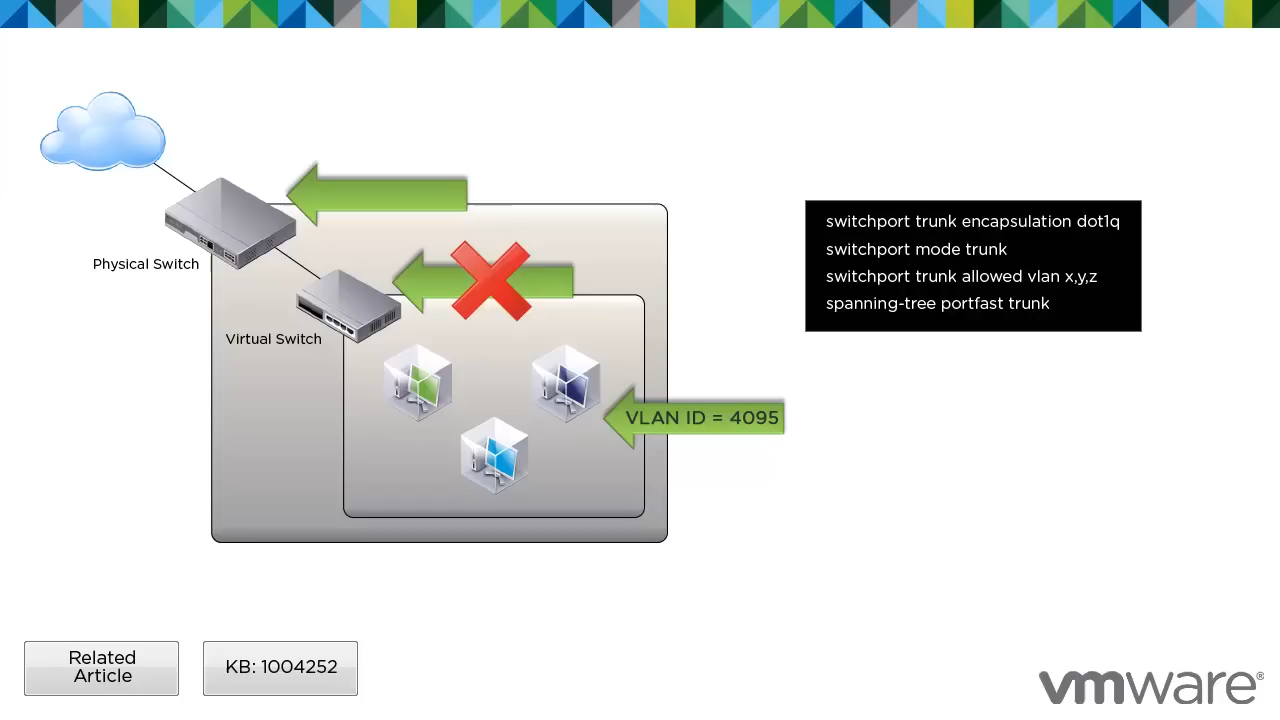 switchport trunk encapsulation dot1q
switchport mode trunk
switchport trunk allowed vlan x,y,z
spanning-tree portfast trunk
Physical Switch
Virtual Switch
VLAN ID = 4095
Related
Article
KB: 1004252
vmware®